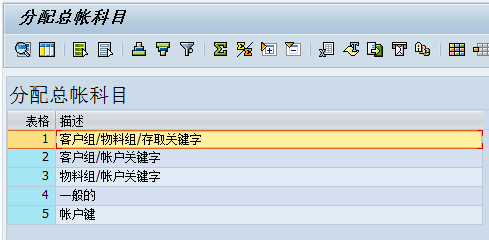 分配总帐科目
分配总帐科目
表格 描述
1 客户组/物料组/存取关键字
2 客户组/帐户关键字
3 物料组/帐户关键字
4 一般的
5 帐户键